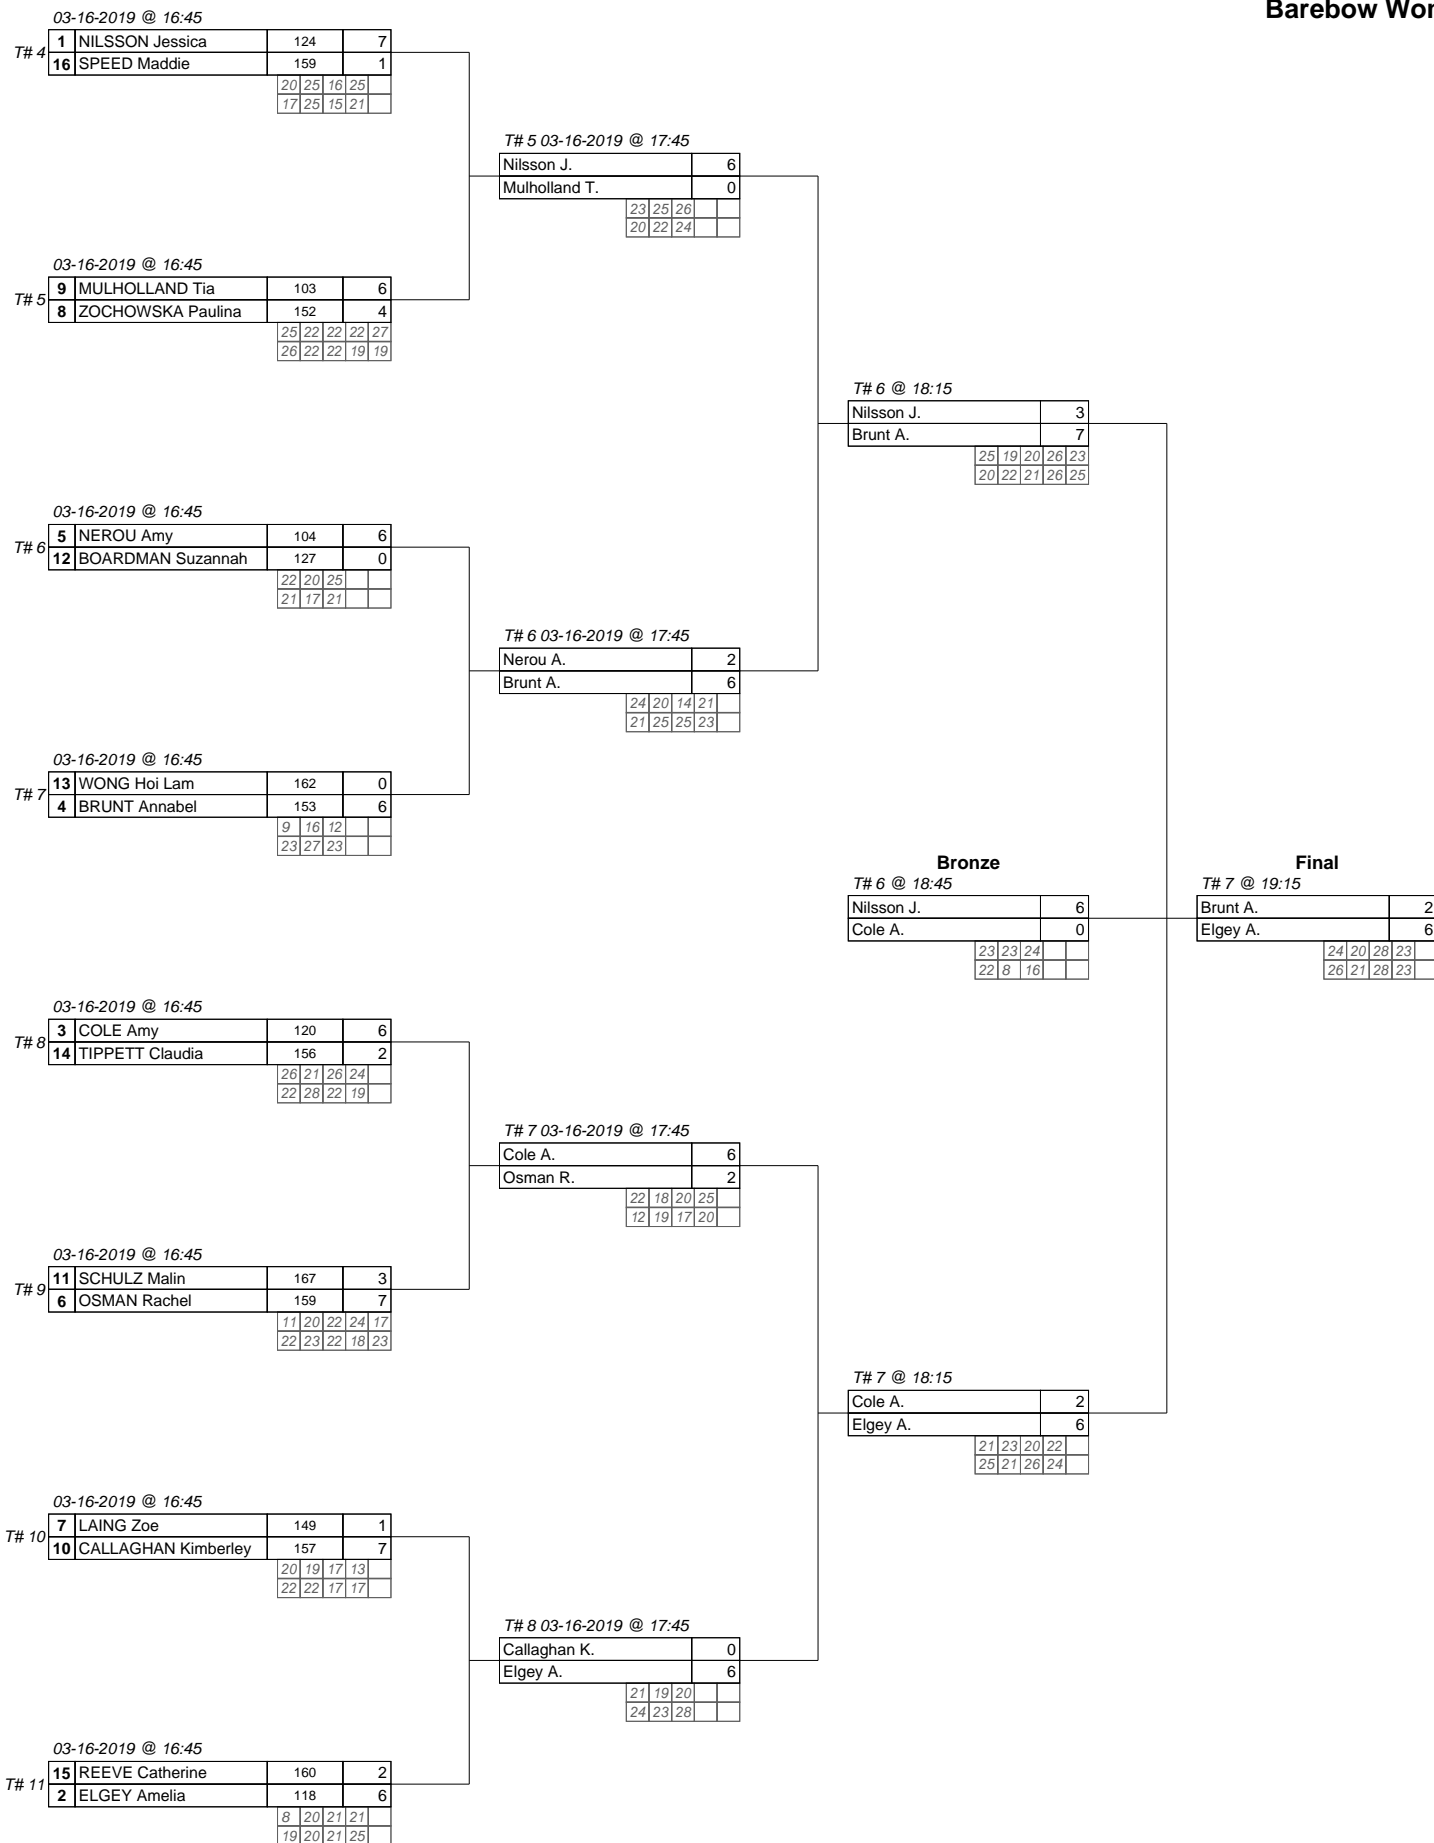 Barebow Wor
03-16-2019 @ 16:45
T# 4
1 NILSSON Jessica 124 7
16 SPEED Maddie 159 1
20 25 16 25
17 25 15 21
T# 5 03-16-2019 @ 17:45
Nilsson J. 6
Mulholland T. 0
23 25 26
20 22 24
03-16-2019 @ 16:45
T# 5
9 MULHOLLAND Tia 103 6
8 ZOCHOWSKA Paulina 152 4
25 22 22 22 27
26 22 22 19 19
T# 6 @ 18:15
Nilsson J. 3
Brunt A. 7
25 19 20 26 23
20 22 21 26 25
03-16-2019 @ 16:45
T# 6
5 NEROU Amy 104 6
12 BOARDMAN Suzannah 127 0
22 20 25
21 17 21
T# 6 03-16-2019 @ 17:45
Nerou A. 2
Brunt A. 6
24 20 14 21
21 25 25 23
03-16-2019 @ 16:45
T# 7
13 WONG Hoi Lam 162 0
4 BRUNT Annabel 153 6
9 16 12
23 27 23
Bronze
T# 6 @ 18:45
Nilsson J. 6
Cole A. 0
23 23 24
22 8 16
Final
T# 7 @ 19:15
Brunt A. 2
Elgey A. 6
24 20 28 23
26 21 28 23
03-16-2019 @ 16:45
T# 8
3 COLE Amy 120 6
14 TIPPETT Claudia 156 2
26 21 26 24
22 28 22 19
T# 7 03-16-2019 @ 17:45
Cole A. 6
Osman R. 2
22 18 20 25
12 19 17 20
03-16-2019 @ 16:45
T# 9
11 SCHULZ Malin 167 3
6 OSMAN Rachel 159 7
11 20 22 24 17
22 23 22 18 23
T# 7 @ 18:15
Cole A. 2
Elgey A. 6
21 23 20 22
25 21 26 24
03-16-2019 @ 16:45
T# 10
7 LAING Zoe 149 1
10 CALLAGHAN Kimberley 157 7
20 19 17 13
22 22 17 17
T# 8 03-16-2019 @ 17:45
Callaghan K. 0
Elgey A. 6
21 19 20
24 23 28
03-16-2019 @ 16:45
T# 11
15 REEVE Catherine 160 2
2 ELGEY Amelia 118 6
8 20 21 21
19 20 21 25